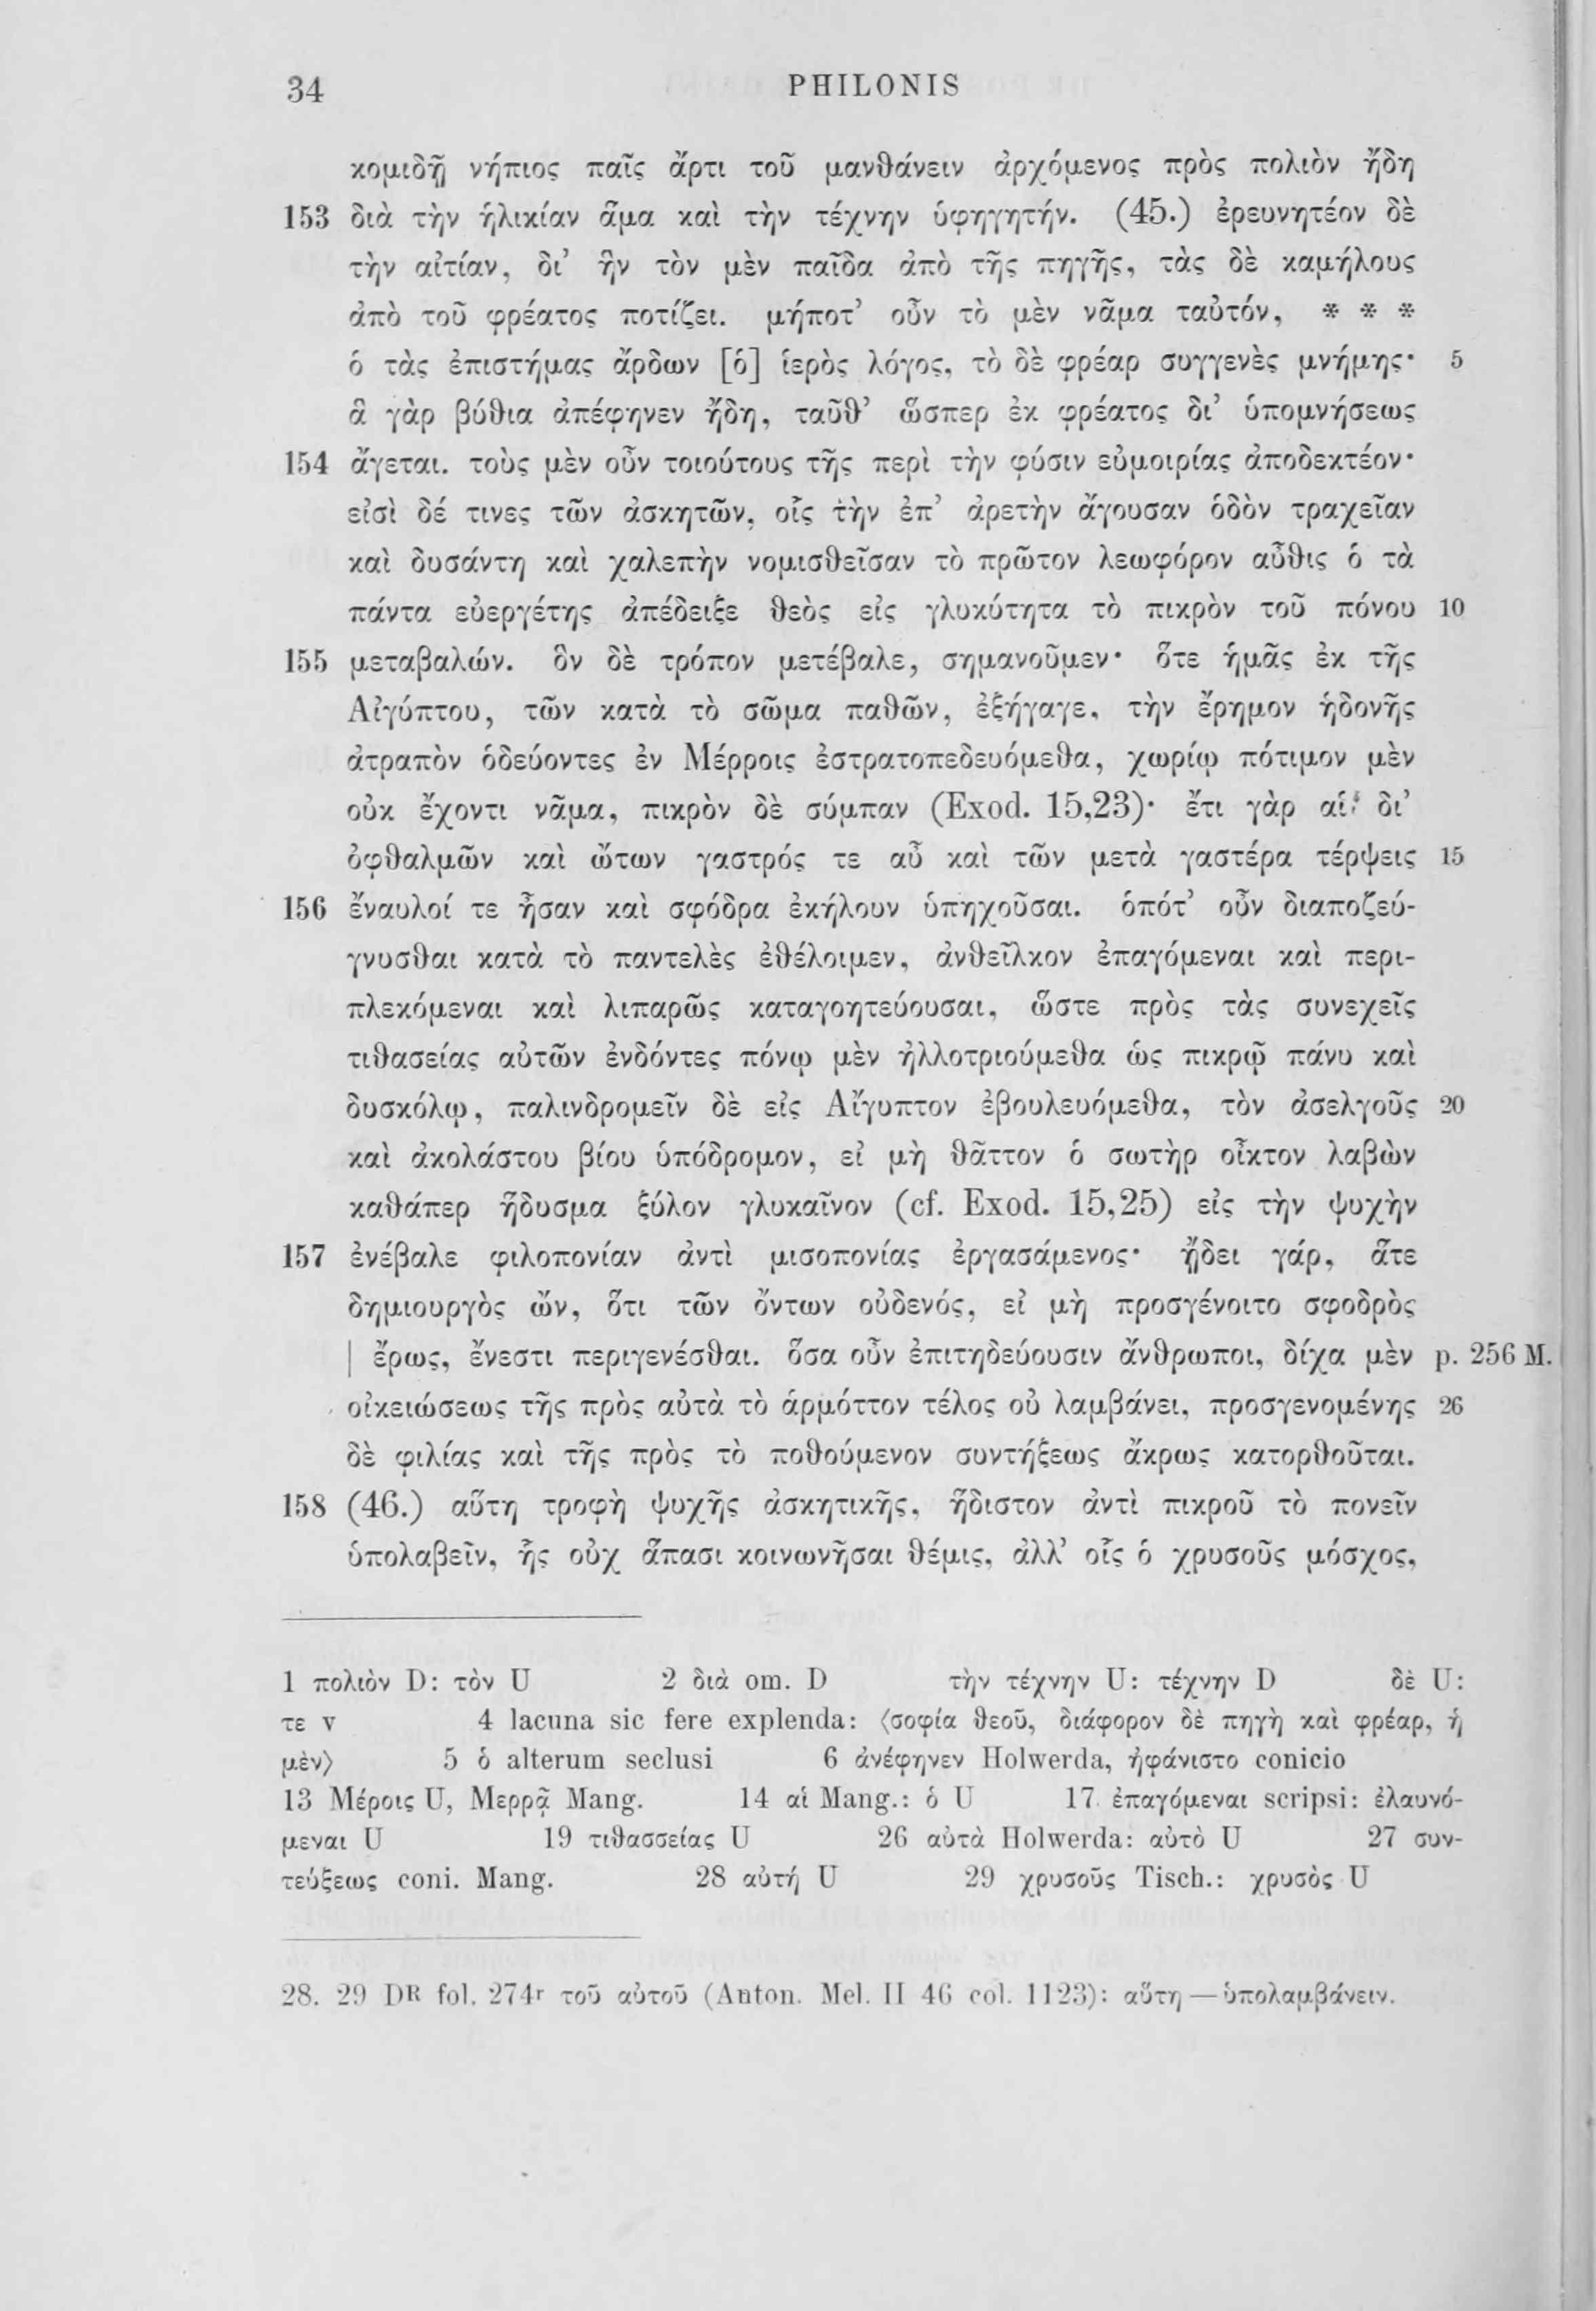 34 PHILONIS
κομιδῇ νήπιος παῖς ἄρτι τοῦ μανθάνειν ἀρχόμενος πρὸς πολιὸν ἤδη
153 διὰ τὴν ἡλικίαν ἅμα καὶ τὴν τέχνην ὑφηγητήν. (45.) ἐρευνητέον δὲ
τὴν αἰτίαν, δι’ ἣν τὸν μὲν παῖδα ἀπὸ τῆς πηγῆς, τὰς δὲ καμήλους
ἀπὸ τοῦ φρέατος ποτίζει. μήποτ’ οὖν τὸ μὲν νᾶμα ταὐτόν, * * *
ὁ τὰς ἐπιστήμας ἄρδων [ὁ] ἱερὸς λόγος, τὸ δὲ φρέαρ συγγενὲς μνήμης· 5
ἃ γὰρ βύθια ἀπέφηνεν ἤδη, ταῦθ’ ὥσπερ ἐκ φρέατος δι’ ὑπομνήσεως
154 ἄγεται. τοὺς μὲν οὖν τοιούτους τῆς περὶ τὴν φύσιν εὐμοιρίας ἀποδεκτέον·
εἰσὶ δέ τινες τῶν ἀσκητῶν, οἷς τὴν ἐπ’ ἀρετὴν ἄγουσαν ὁδὸν τραχεῖαν
καὶ δυσάντη καὶ χαλεπὴν νομισθεῖσαν τὸ πρῶτον λεωφόρον αὖθις ὁ τὰ
πάντα εὐεργέτης ἀπέδειξε θεὸς εἰς γλυκύτητα τὸ πικρὸν τοῦ πόνου 10
155 μεταβαλών. ὃν δὲ τρόπον μετέβαλε, σημανοῦμεν· ὅτε ἡμᾶς ἐκ τῆς
Αἰγύπτου, τῶν κατὰ τὸ σῶμα παθῶν, ἐξήγαγε, τὴν ἔρημον ἡδονῆς
ἀτραπὸν ὁδεύοντες ἐν Μέρροις ἐστρατοπεδευόμεθα, χωρίῳ πότιμον μὲν
οὐκ ἔχοντι νᾶμα, πικρὸν δὲ σύμπαν (Exod. 15,23)· ἔτι γὰρ αἱ δι’
ὀφθαλμῶν καὶ ὤτων γαστρός τε αὖ καὶ τῶν μετὰ γαστέρα τέρψεις 15
156 ἔναυλοί τε ἦσαν καὶ σφόδρα ἐκήλουν ὑπηχοῦσαι. ὁπότ’ οὖν διαποζεύ-
γνυσθαι κατὰ τὸ παντελὲς ἐθέλοιμεν, ἀνθεῖλκον ἐπαγόμεναι καὶ περι-
πλεκόμεναι καὶ λιπαρῶς καταγοητεύουσαι, ὥστε πρὸς τὰς συνεχεῖς
τιθασείας αὐτῶν ἐνδόντες πόνῳ μὲν ἠλλοτριούμεθα ὡς πικρῷ πάνυ καὶ
δυσκόλῳ, παλινδρομεῖν δὲ εἰς Αἴγυπτον ἐβουλευόμεθα, τὸν ἀσελγοῦς 20
καὶ ἀκολάστου βίου ὑπόδρομον, εἰ μὴ θᾶττον ὁ σωτὴρ οἶκτον λαβὼν
καθάπερ ἥδυσμα ξύλον γλυκαῖνον (cf. Exod. 15,25) εἰς τὴν ψυχὴν
157 ἐνέβαλε φιλοπονίαν ἀντὶ μισοπονίας ἐργασάμενος· ᾔδει γάρ, ἅτε
δημιουργὸς ὤν, ὅτι τῶν ὄντων οὐδενός, εἰ μὴ προσγένοιτο σφοδρὸς
| ἔρως, ἔνεστι περιγενέσθαι. ὅσα οὖν ἐπιτηδεύουσιν ἄνθρωποι, δίχα μὲν p. 256 M.
οἰκειώσεως τῆς πρὸς αὐτὰ τὸ ἁρμόττον τέλος οὐ λαμβάνει, προσγενομένης 26
δὲ φιλίας καὶ τῆς πρὸς τὸ ποθούμενον συντήξεως ἄκρως κατορθοῦται.
158 (46.) αὕτη τροφὴ ψυχῆς ἀσκητικῆς, ἥδιστον ἀντὶ πικροῦ τὸ πονεῖν
ὑπολαβεῖν, ἧς οὐχ ἅπασι κοινωνῆσαι θέμις, ἀλλ’ οἷς ὁ χρυσοῦς μόσχος,
1 πολιὸν D: τὸν U 2 διὰ om. D τὴν τέχνην U: τέχνην D δὲ U:
τε v 4 lacuna sic fere explenda: ⟨σοφία θεοῦ, διάφορον δὲ πηγὴ καὶ φρέαρ, ἡ
μὲν⟩ 5 ὁ alterum seclusi 6 ἀνέφηνεν Holwerda, ἠφάνιστο conicio
13 Μέροις U, Μερρᾷ Mang. 14 αἱ Mang.: ὁ U 17 ἐπαγόμεναι scripsi: ἐλαυνό-
μεναι U 19 τιθασσείας U 26 αὐτὰ Holwerda: αὐτὸ U 27 συν-
τεύξεως coni. Mang. 28 αὐτή U 29 χρυσοῦς Tisch.: χρυσὸς U
28. 29 DR fol. 274r τοῦ αὐτοῦ (Anton. Mel. II 46 col. 1123): αὕτη — ὑπολαμβάνειν.